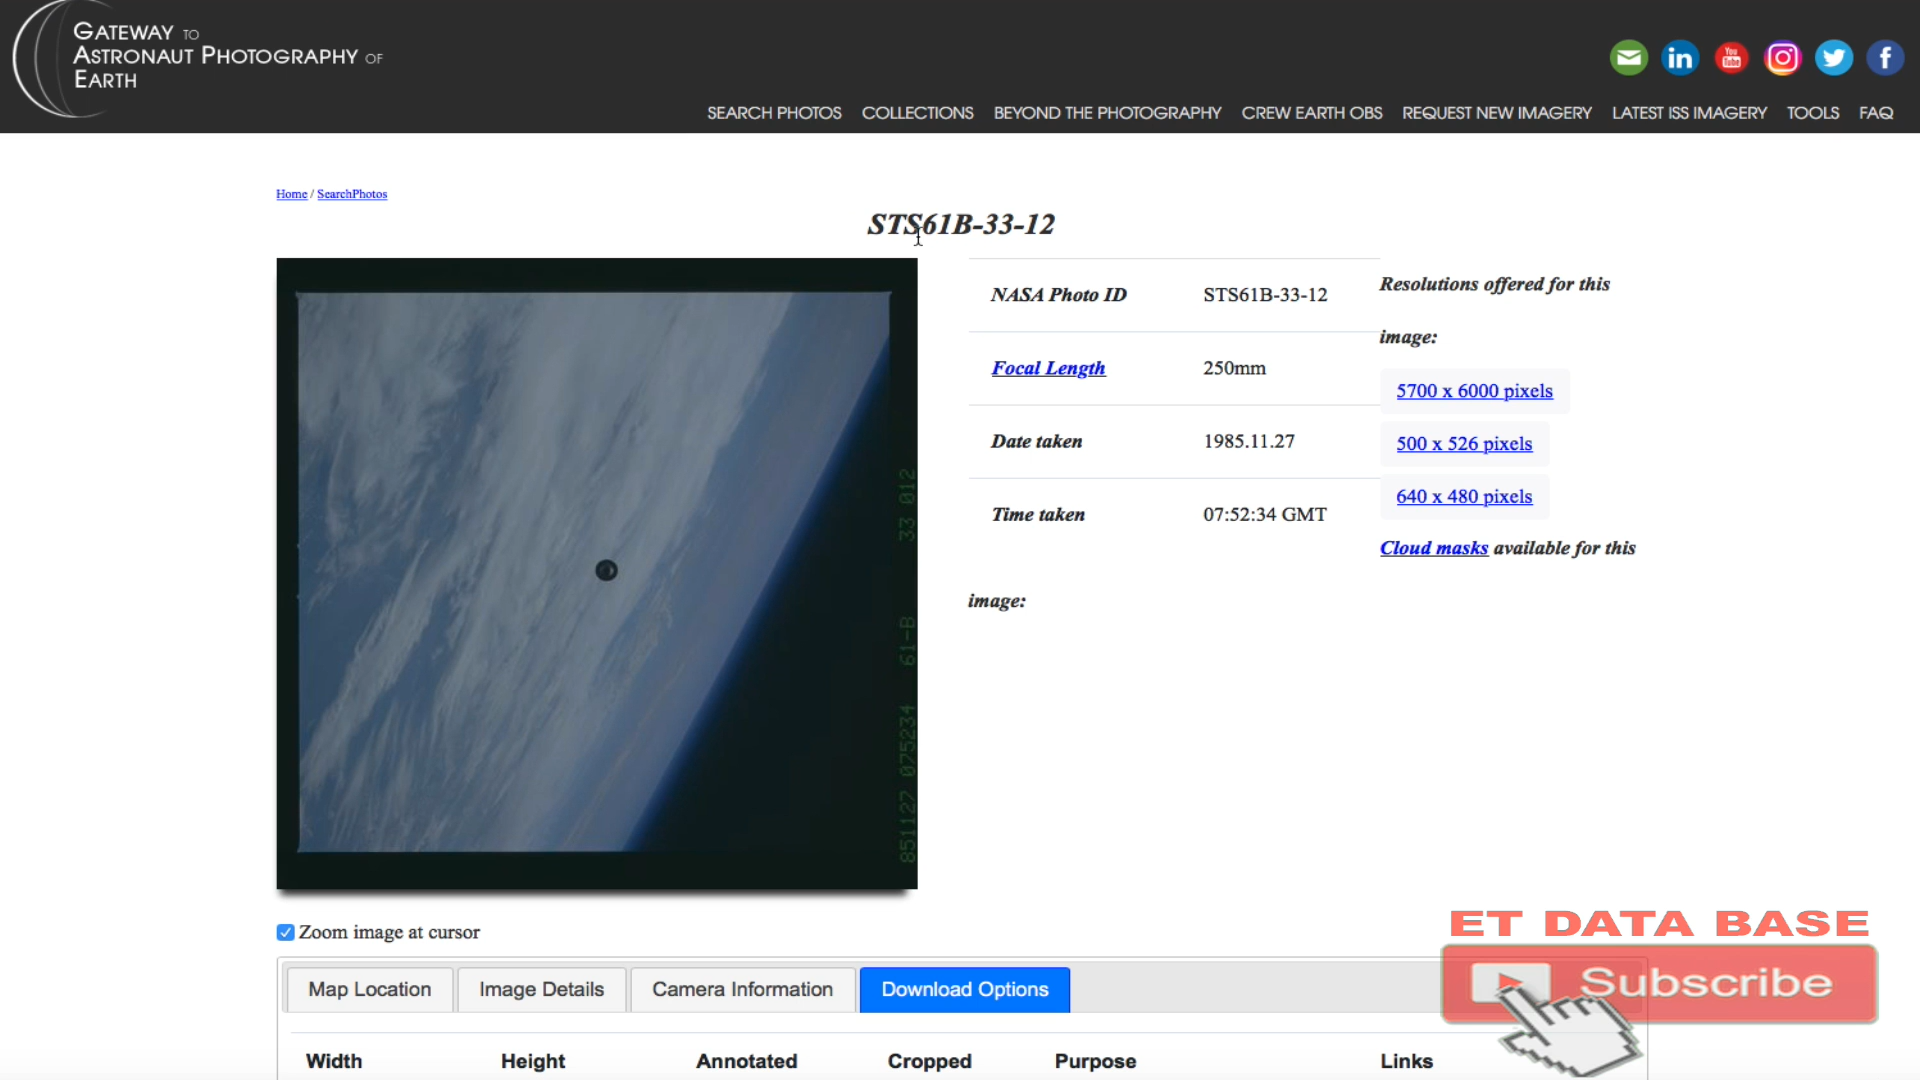 GATEWAY TO
ASTRONAUT PHOTOGRAPHY OF
EARTH
You
Tube
SEARCH PHOTOS COLLECTIONS BEYOND THE PHOTOGRAPHY CREW EARTH OBS REQUEST NEW IMAGERY LATEST ISS IMAGERY TOOLS FAQ
Home / SearchPhotos
STS61B-33-12
NASA Photo ID STS61B-33-12
Focal Length 250mm
Date taken 1985.11.27
Time taken 07:52:34 GMT
Resolutions offered for this
image:
5700 x 6000 pixels
500 x 526 pixels
640 x 480 pixels
Cloud masks available for this
image:
851127 075234 61-B 33 012
Zoom image at cursor
ET DATA BASE
Subscribe
Map Location Image Details Camera Information Download Options
Width Height Annotated Cropped Purpose Links